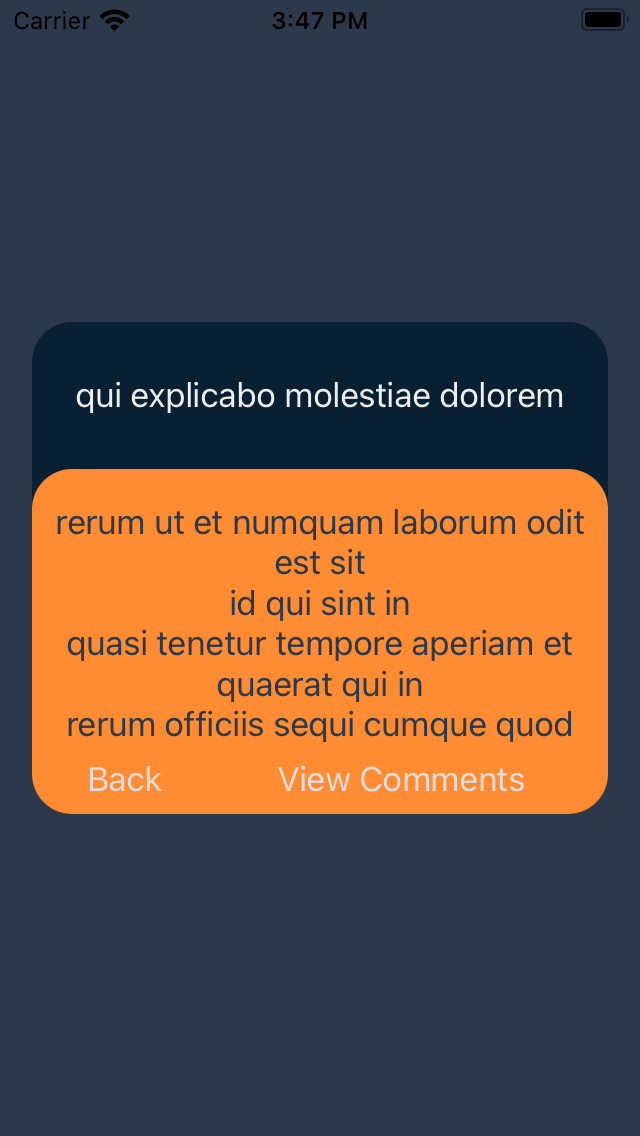 Carrier 3:47 PM
qui explicabo molestiae dolorem
rerum ut et numquam laborum odit
est sit
id qui sint in
quasi tenetur tempore aperiam et
quaerat qui in
rerum officiis sequi cumque quod
Back View Comments